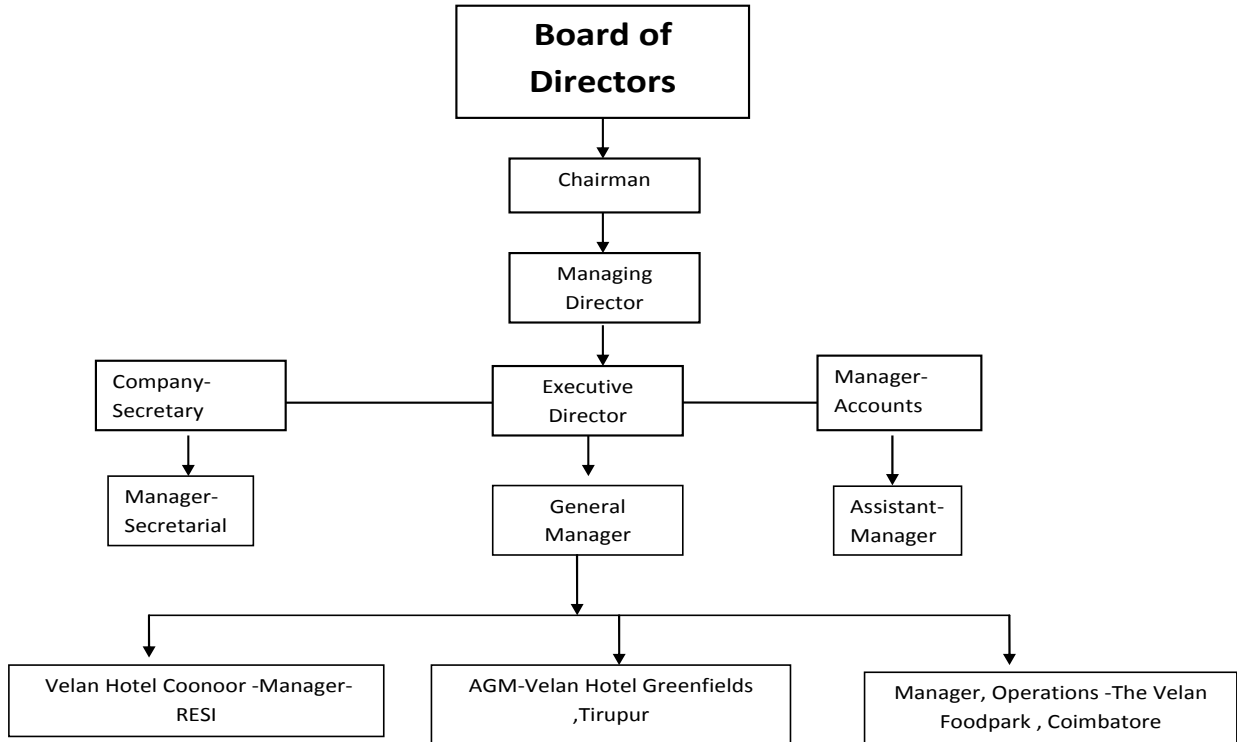 Board of
Directors
Chairman
Managing
Director
Company-
Secretary
Executive
Director
Manager-
Accounts
Manager-
Secretarial
General
Manager
Assistant-
Manager
Velan Hotel Coonoor -Manager-
RESI
AGM-Velan Hotel Greenfields
,Tirupur
Manager, Operations -The Velan
Foodpark , Coimbatore